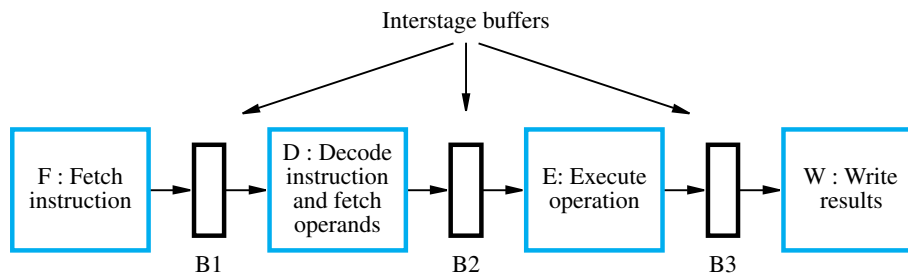 Interstage buffers
F : Fetch
instruction
D : Decode
instruction
and fetch
operands
E: Execute
operation
W : Write
results
B1
B2
B3